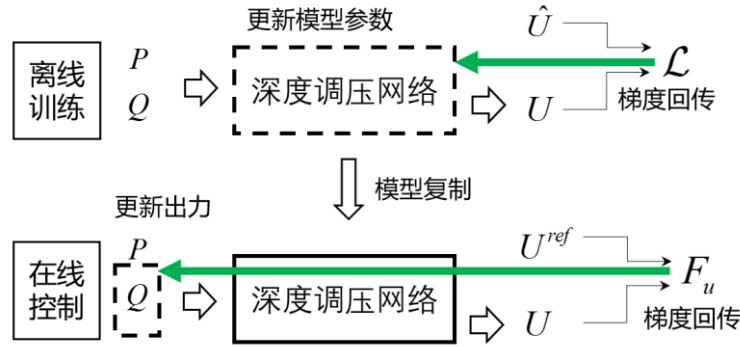 更新模型参数
Û
离线
训练
P
Q
深度调压网络
U
ℒ
梯度回传
模型复制
更新出力
在线
控制
P
Q
深度调压网络
U^{ref}
U
F_u
梯度回传